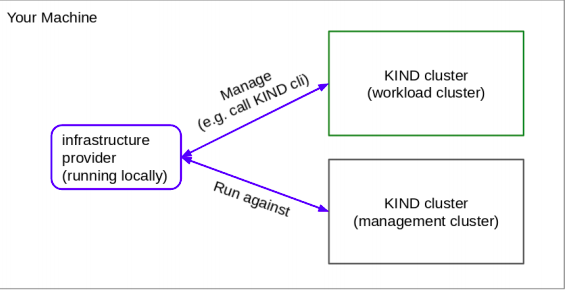 Your Machine
Manage
(e.g. call KIND cli)
KIND cluster
(workload cluster)
infrastructure
provider
(running locally)
Run against
KIND cluster
(management cluster)